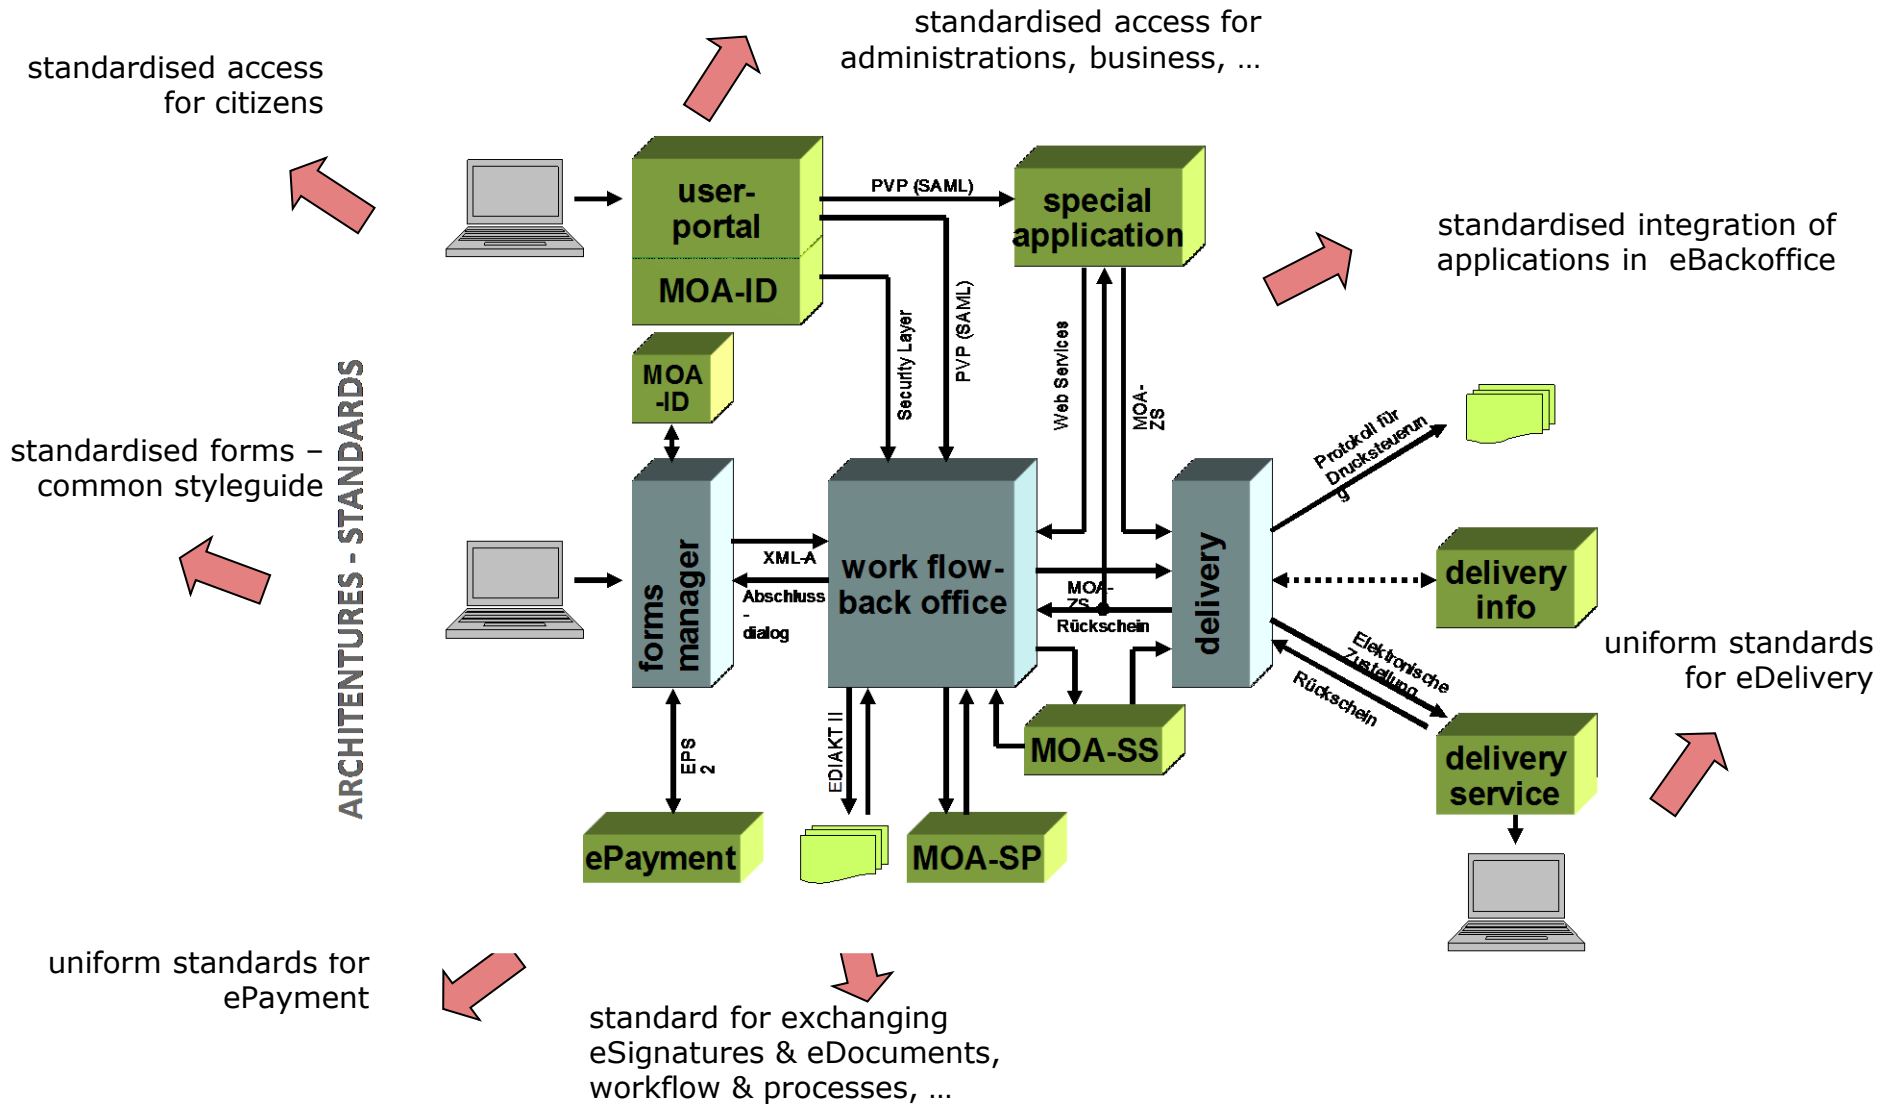 standardised access for
administrations, business, …
standardised access
for citizens
user-
portal
MOA-ID
PVP (SAML)
special
application
standardised integration of
applications in eBackoffice
Security Layer
PVP (SAML)
Web Services
MOA-
ZS
MOA
-ID
ARCHITENTURES - STANDARDS
standardised forms –
common styleguide
Protokoll für
Drucksteuerun
g
forms
manager
XML-A
Abschluss
-
dialog
work flow-
back office
MOA-
ZS
Rückschein
delivery
delivery
info
Elektronische
Zustellung
Rückschein
uniform standards
for eDelivery
EPS
2
EDIAKT II
MOA-SS
delivery
service
ePayment
MOA-SP
uniform standards for
ePayment
standard for exchanging
eSignatures & eDocuments,
workflow & processes, …